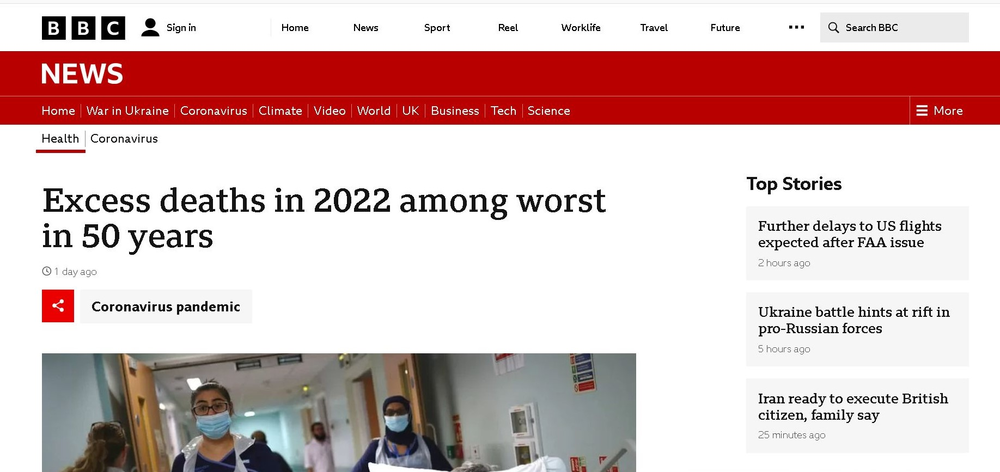 BBC
Sign in
Home
News
Sport
Reel
Worklife
Travel
Future
Search BBC
NEWS
Home
War in Ukraine
Coronavirus
Climate
Video
World
UK
Business
Tech
Science
More
Health
Coronavirus
Excess deaths in 2022 among worst
in 50 years
1 day ago
Coronavirus pandemic
Top Stories
Further delays to US flights
expected after FAA issue
2 hours ago
Ukraine battle hints at rift in
pro-Russian forces
5 hours ago
Iran ready to execute British
citizen, family say
25 minutes ago